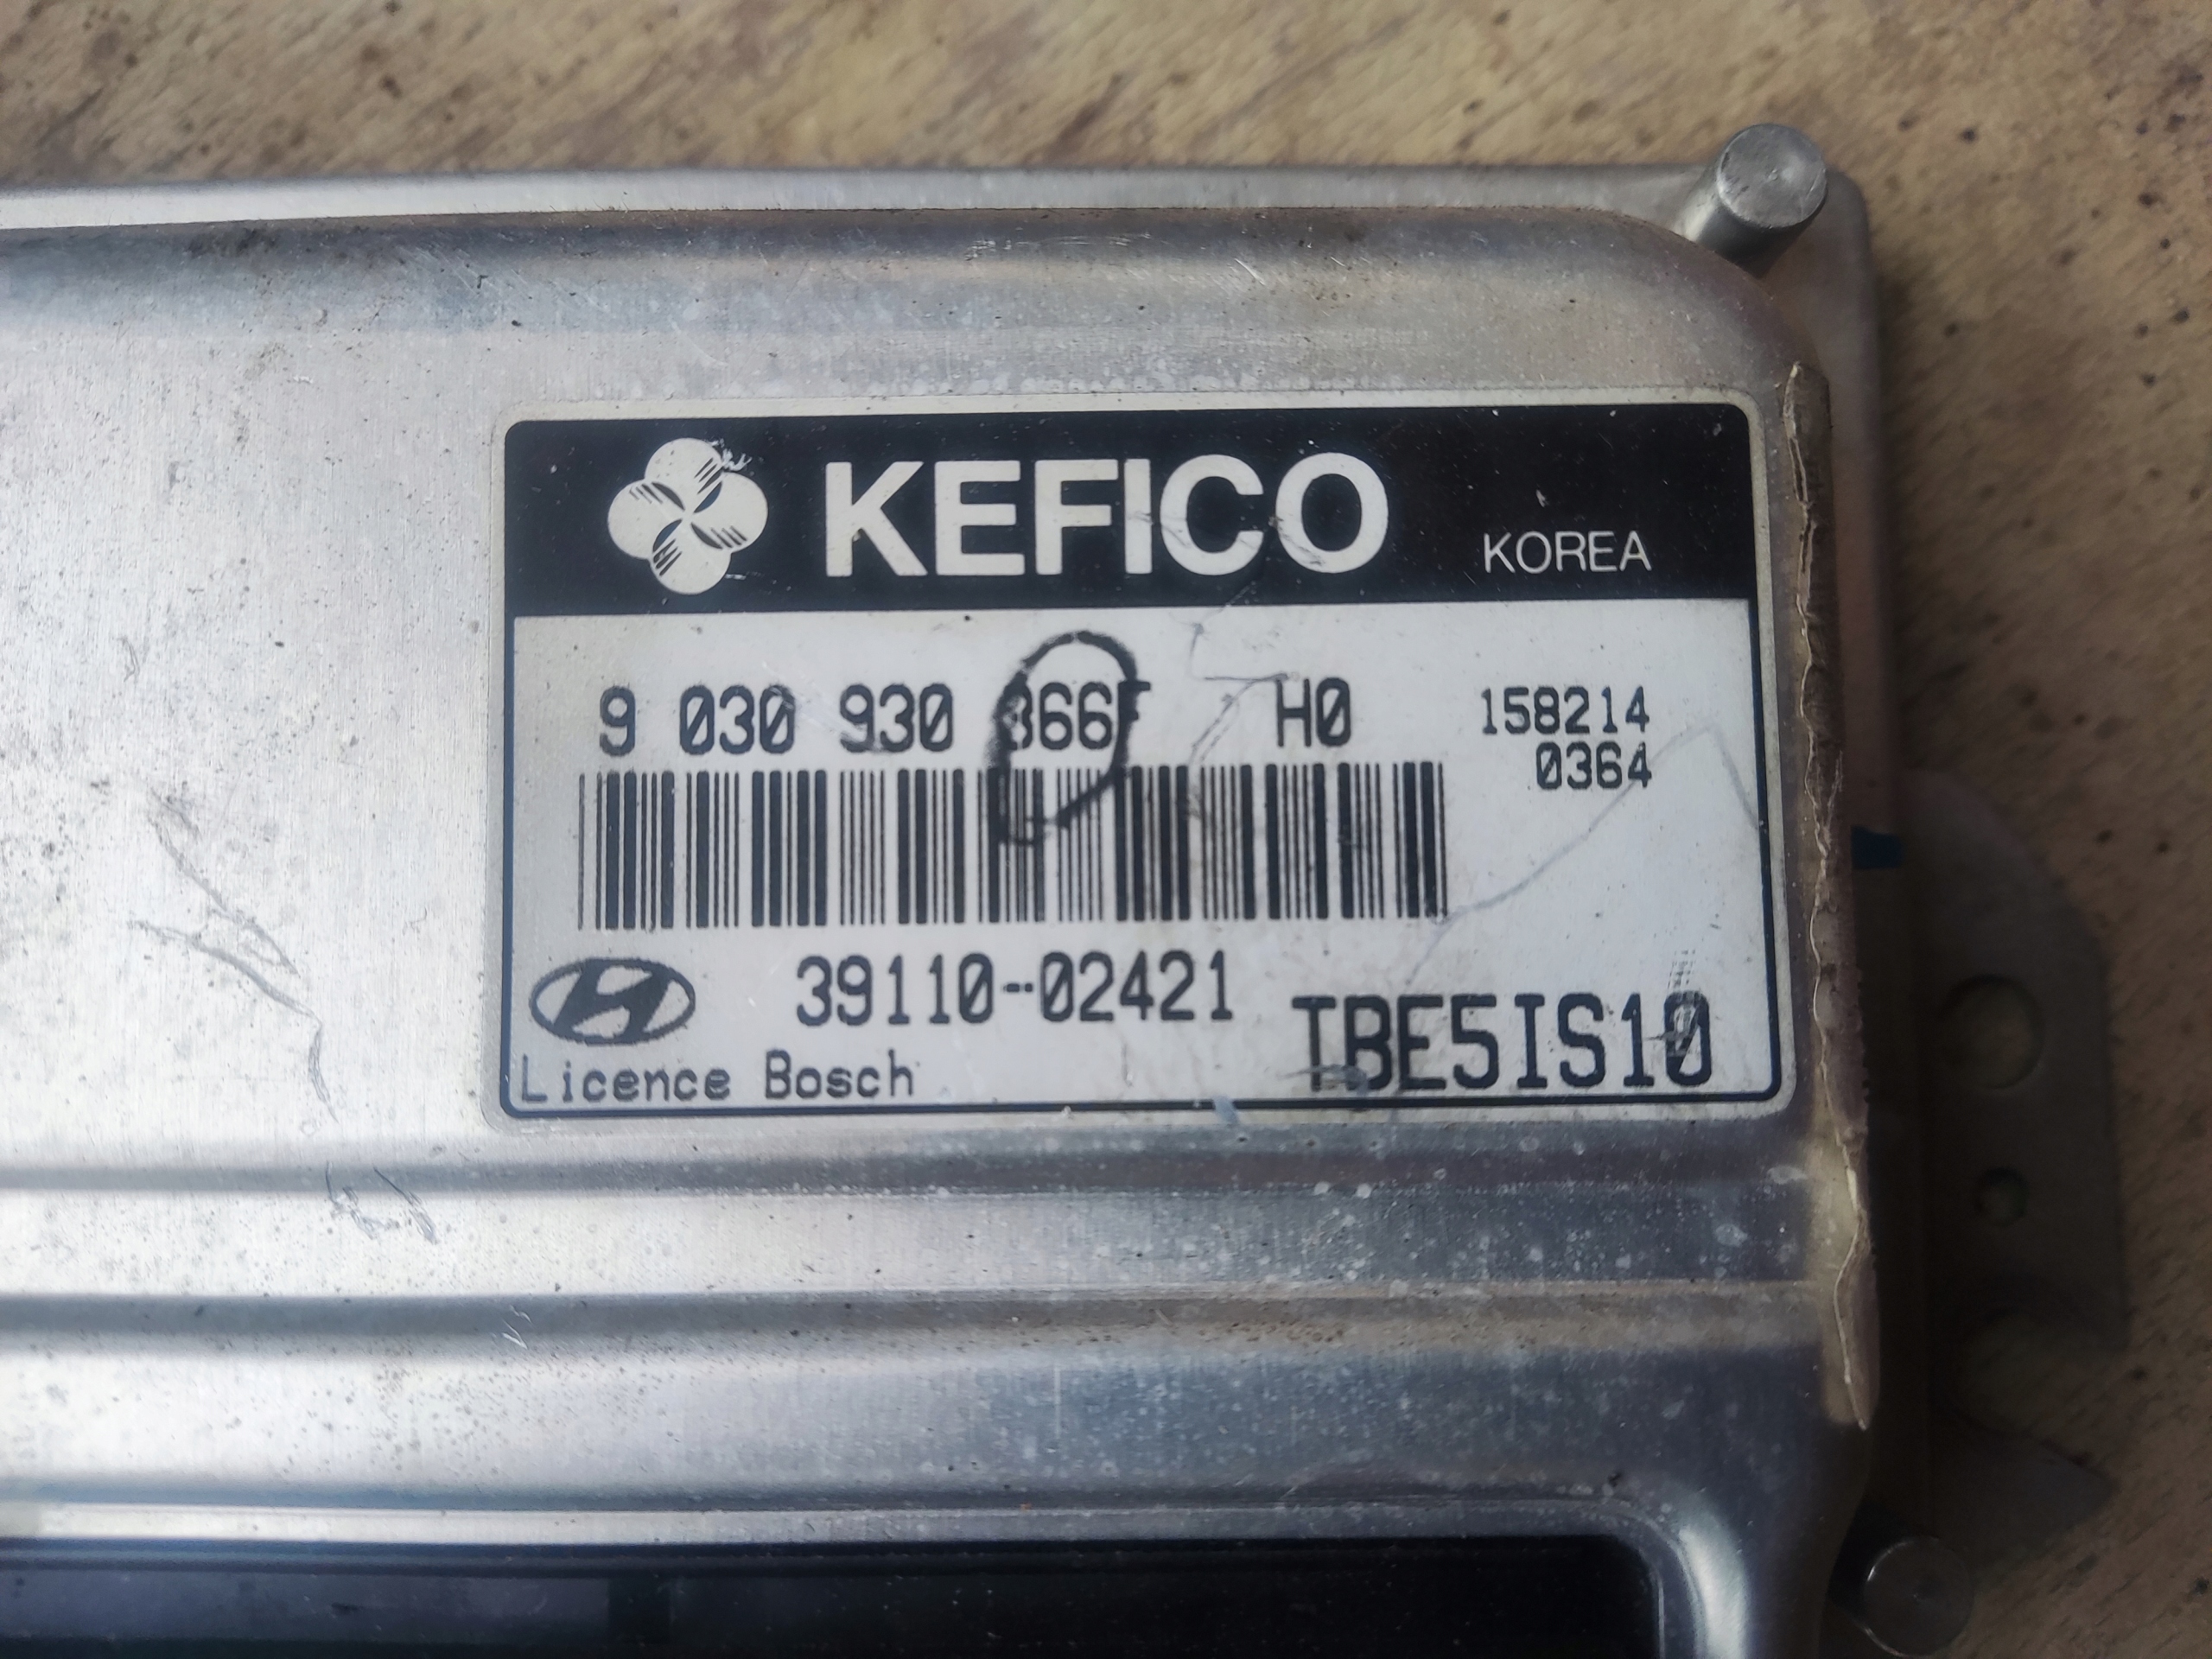 KEFICO KOREA
9 030 930 366F H0 158214
0364
39110-02421
TBE5IS10
Licence Bosch